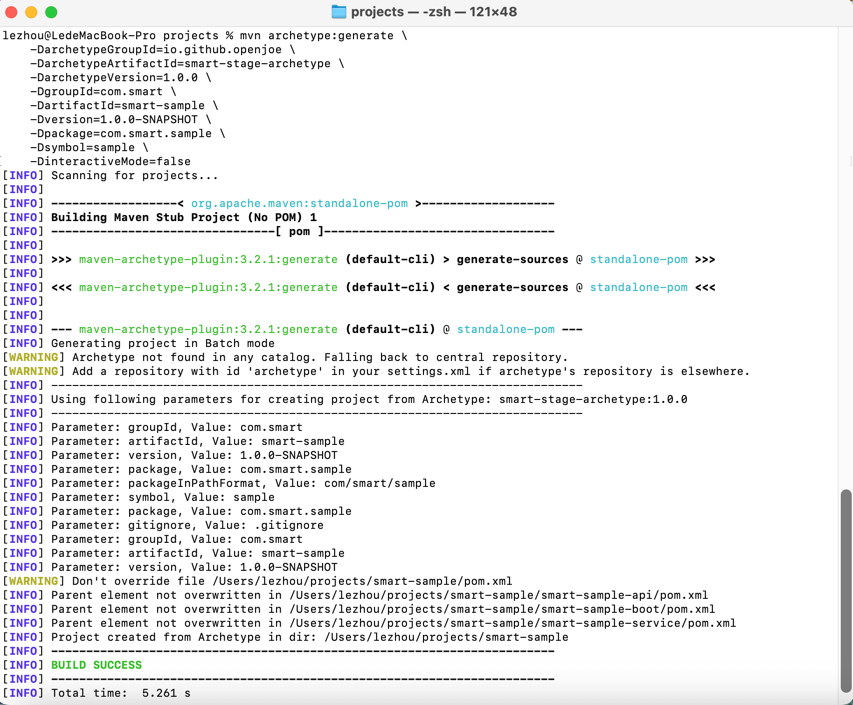 projects — -zsh — 121×48
lezhou@LedeMacBook-Pro projects % mvn archetype:generate \
    -DarchetypeGroupId=io.github.openjoe \
    -DarchetypeArtifactId=smart-stage-archetype \
    -DarchetypeVersion=1.0.0 \
    -DgroupId=com.smart \
    -DartifactId=smart-sample \
    -Dversion=1.0.0-SNAPSHOT \
    -Dpackage=com.smart.sample \
    -Dsymbol=sample \
    -DinteractiveMode=false
[INFO] Scanning for projects...
[INFO]
[INFO] ------------------< org.apache.maven:standalone-pom >-------------------
[INFO] Building Maven Stub Project (No POM) 1
[INFO] --------------------------------[ pom ]---------------------------------
[INFO]
[INFO] >>> maven-archetype-plugin:3.2.1:generate (default-cli) > generate-sources @ standalone-pom >>>
[INFO]
[INFO] <<< maven-archetype-plugin:3.2.1:generate (default-cli) < generate-sources @ standalone-pom <<<
[INFO]
[INFO]
[INFO] --- maven-archetype-plugin:3.2.1:generate (default-cli) @ standalone-pom ---
[INFO] Generating project in Batch mode
[WARNING] Archetype not found in any catalog. Falling back to central repository.
[WARNING] Add a repository with id 'archetype' in your settings.xml if archetype's repository is elsewhere.
[INFO] ----------------------------------------------------------------------------
[INFO] Using following parameters for creating project from Archetype: smart-stage-archetype:1.0.0
[INFO] ----------------------------------------------------------------------------
[INFO] Parameter: groupId, Value: com.smart
[INFO] Parameter: artifactId, Value: smart-sample
[INFO] Parameter: version, Value: 1.0.0-SNAPSHOT
[INFO] Parameter: package, Value: com.smart.sample
[INFO] Parameter: packageInPathFormat, Value: com/smart/sample
[INFO] Parameter: symbol, Value: sample
[INFO] Parameter: package, Value: com.smart.sample
[INFO] Parameter: gitignore, Value: .gitignore
[INFO] Parameter: groupId, Value: com.smart
[INFO] Parameter: artifactId, Value: smart-sample
[INFO] Parameter: version, Value: 1.0.0-SNAPSHOT
[WARNING] Don't override file /Users/lezhou/projects/smart-sample/pom.xml
[INFO] Parent element not overwritten in /Users/lezhou/projects/smart-sample/smart-sample-api/pom.xml
[INFO] Parent element not overwritten in /Users/lezhou/projects/smart-sample/smart-sample-boot/pom.xml
[INFO] Parent element not overwritten in /Users/lezhou/projects/smart-sample/smart-sample-service/pom.xml
[INFO] Project created from Archetype in dir: /Users/lezhou/projects/smart-sample
[INFO] ------------------------------------------------------------------------
[INFO] BUILD SUCCESS
[INFO] ------------------------------------------------------------------------
[INFO] Total time:  5.261 s